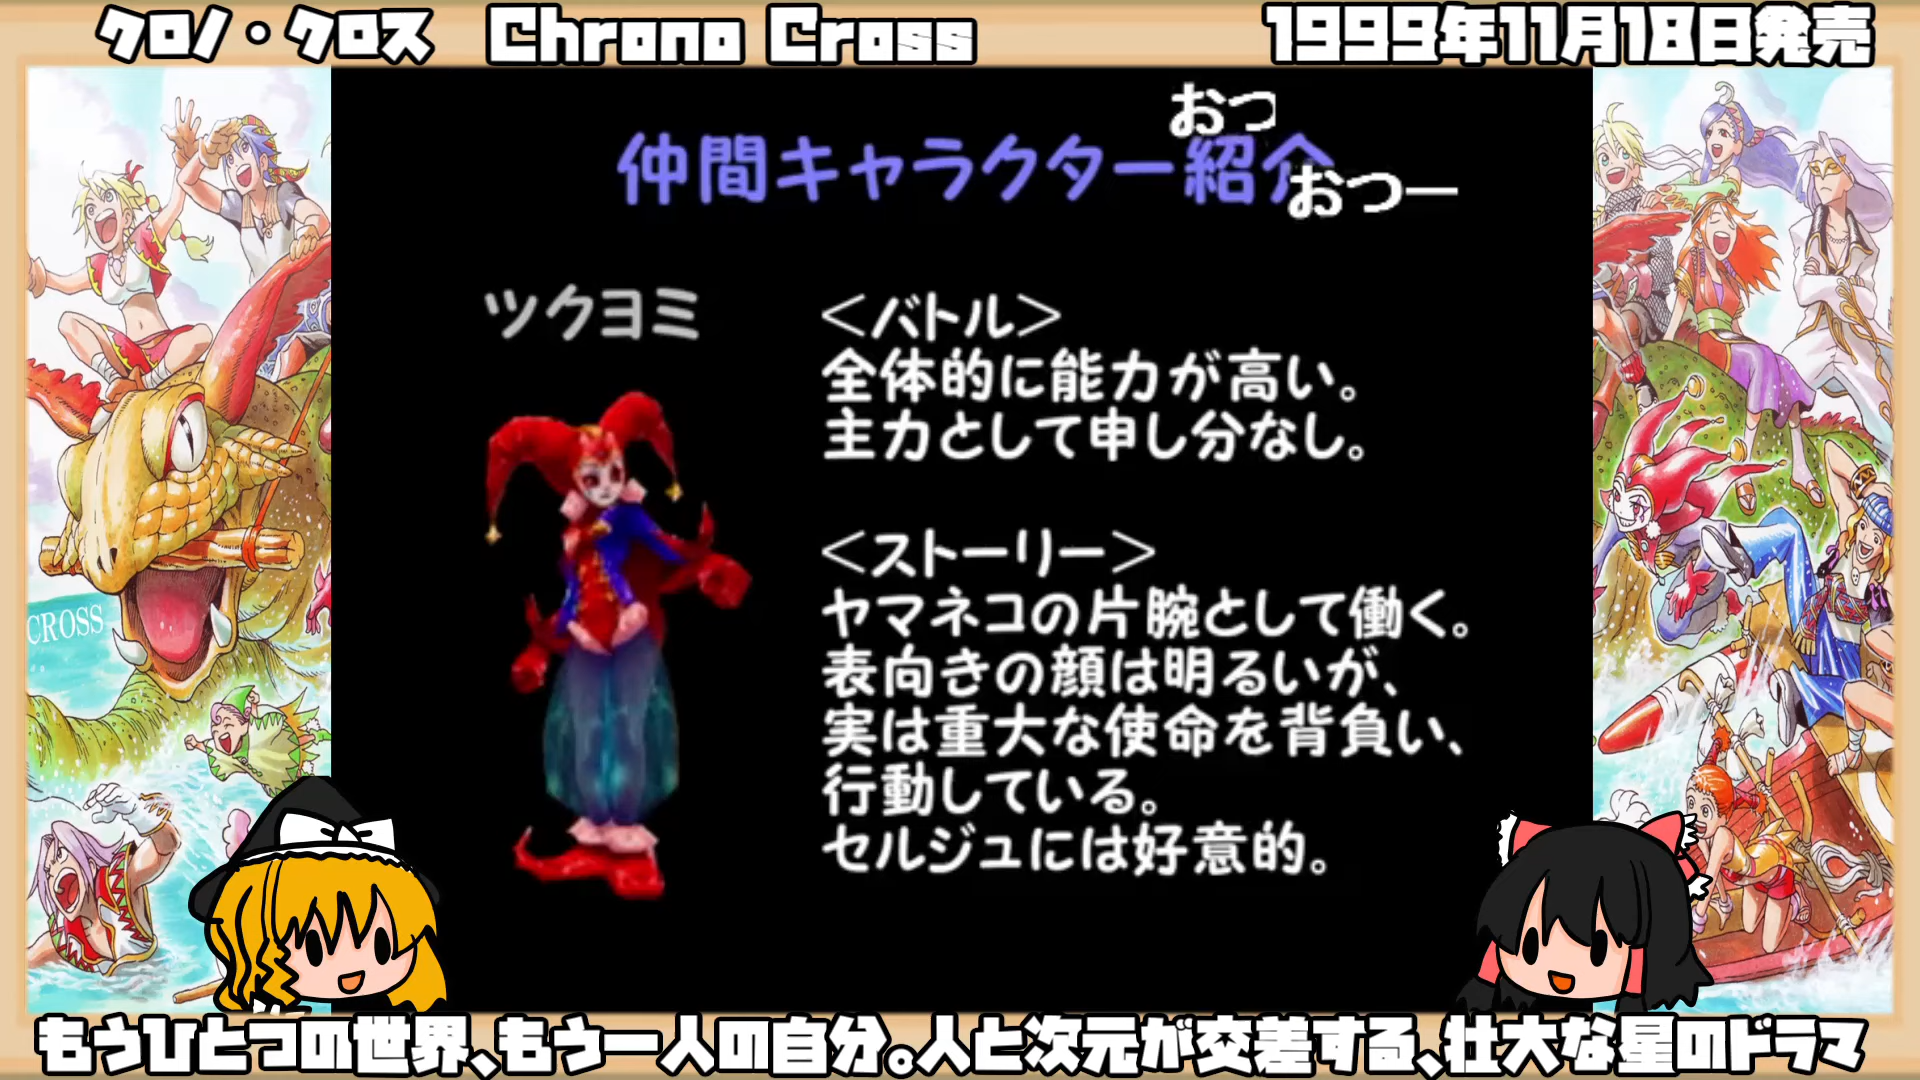 クロノ・クロス Chrono Cross
1999年11月18日発売
おつ
仲間キャラクター紹介
おつー
ツクヨミ
＜バトル＞
全体的に能力が高い。
主力として申し分なし。
＜ストーリー＞
ヤマネコの片腕として働く。
表向きの顔は明るいが、
実は重大な使命を背負い、
行動している。
セルジュには好意的。
CROSS
もうひとつの世界、もう一人の自分。人と次元が交差する、壮大な星のドラマ